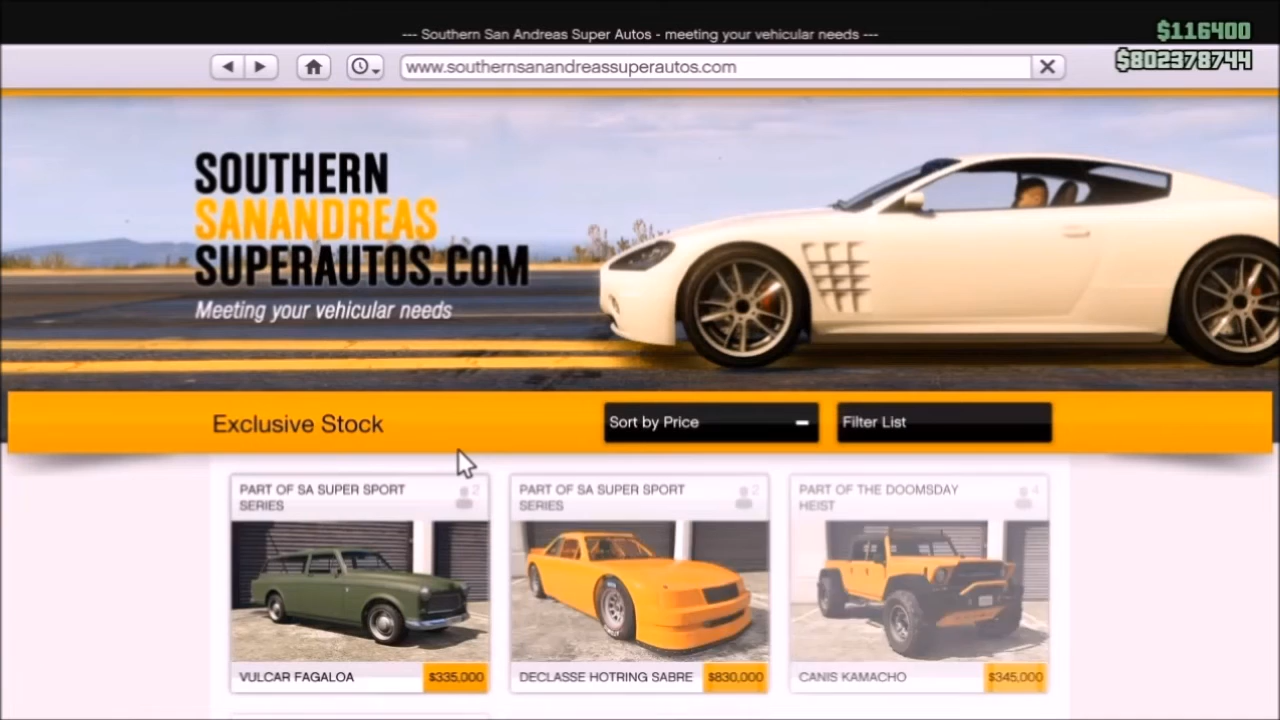 --- Southern San Andreas Super Autos - meeting your vehicular needs ---
$116400
$802378744
www.southernsanandreassuperautos.com
SOUTHERN
SANANDREAS
SUPERAUTOS.COM
Meeting your vehicular needs
Exclusive Stock
Sort by Price
Filter List
PART OF SA SUPER SPORT
SERIES
2
VULCAR FAGALOA
$335,000
PART OF SA SUPER SPORT
SERIES
2
DECLASSE HOTRING SABRE
$830,000
PART OF THE DOOMSDAY
HEIST
4
CANIS KAMACHO
$345,000